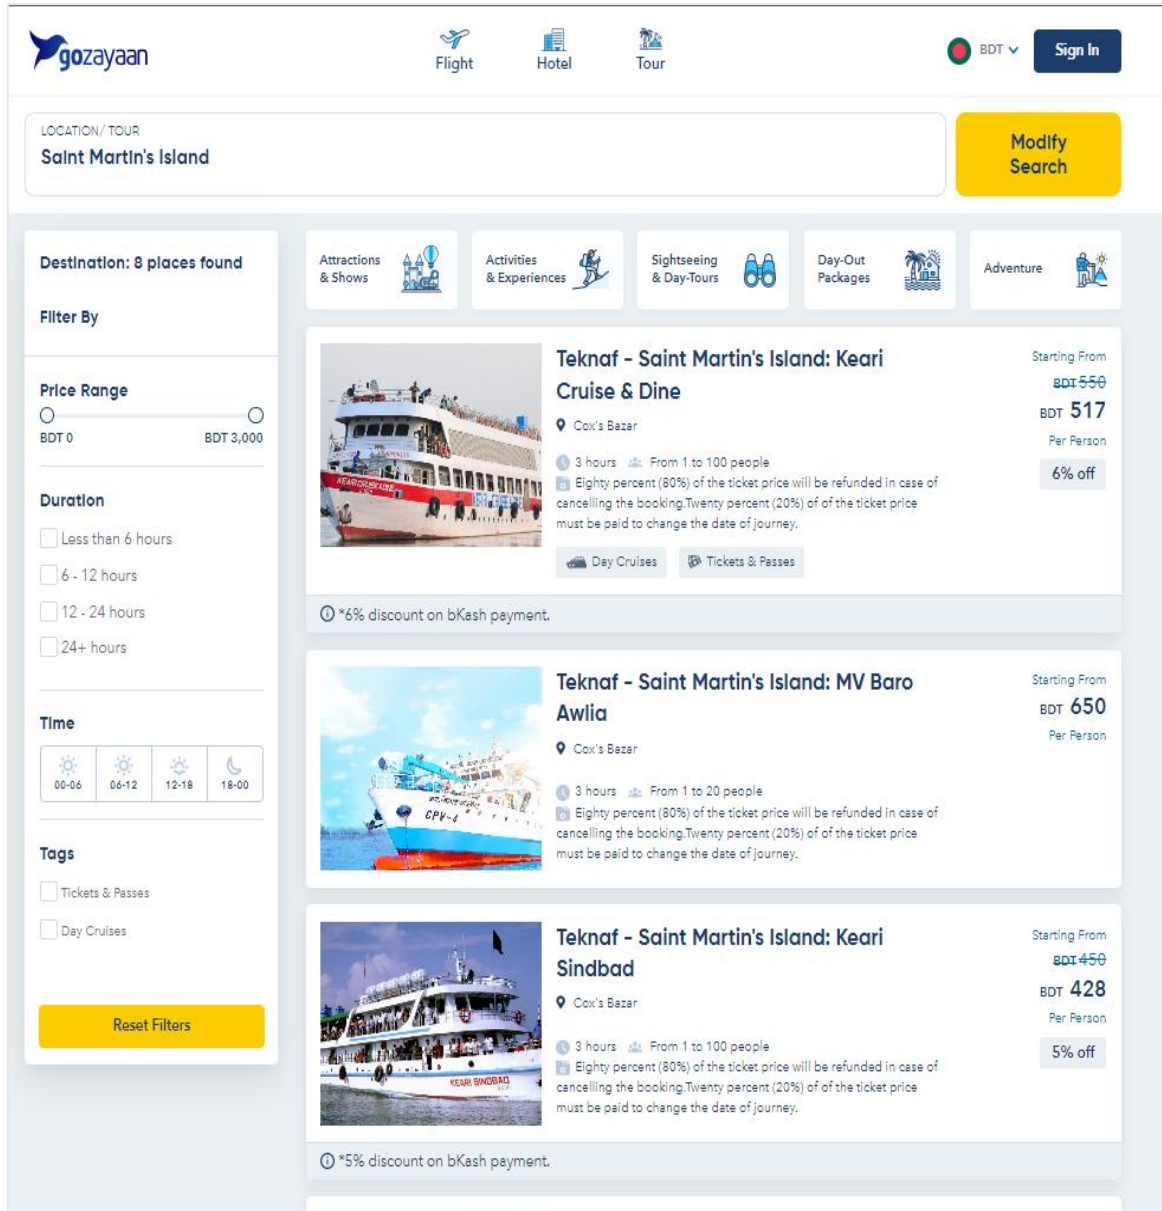 gozayaan
Flight
Hotel
Tour
BDT
Sign In
LOCATION/ TOUR
Saint Martin's Island
Modify
Search
Destination: 8 places found
Filter By
Price Range
BDT 0
BDT 3,000
Duration
Less than 6 hours
6 - 12 hours
12 - 24 hours
24+ hours
Time
00-06
06-12
12-18
18-00
Tags
Tickets & Passes
Day Cruises
Reset Filters
Attractions
& Shows
Activities
& Experiences
Sightseeing
& Day-Tours
Day-Out
Packages
Adventure
Teknaf - Saint Martin's Island: Keari
Cruise & Dine
Cox's Bazar
3 hours From 1 to 100 people
Eighty percent (80%) of the ticket price will be refunded in case of
cancelling the booking.Twenty percent (20%) of of the ticket price
must be paid to change the date of journey.
Day Cruises
Tickets & Passes
Starting From
BDT 550
BDT 517
Per Person
6% off
*6% discount on bKash payment.
Teknaf - Saint Martin's Island: MV Baro
Awlia
Cox's Bazar
3 hours From 1 to 20 people
Eighty percent (80%) of the ticket price will be refunded in case of
cancelling the booking.Twenty percent (20%) of of the ticket price
must be paid to change the date of journey.
Starting From
BDT 650
Per Person
CPV-4
Teknaf - Saint Martin's Island: Keari
Sindbad
Cox's Bazar
3 hours From 1 to 100 people
Eighty percent (80%) of the ticket price will be refunded in case of
cancelling the booking.Twenty percent (20%) of of the ticket price
must be paid to change the date of journey.
Starting From
BDT 450
BDT 428
Per Person
5% off
KEARI SINDBAD
*5% discount on bKash payment.